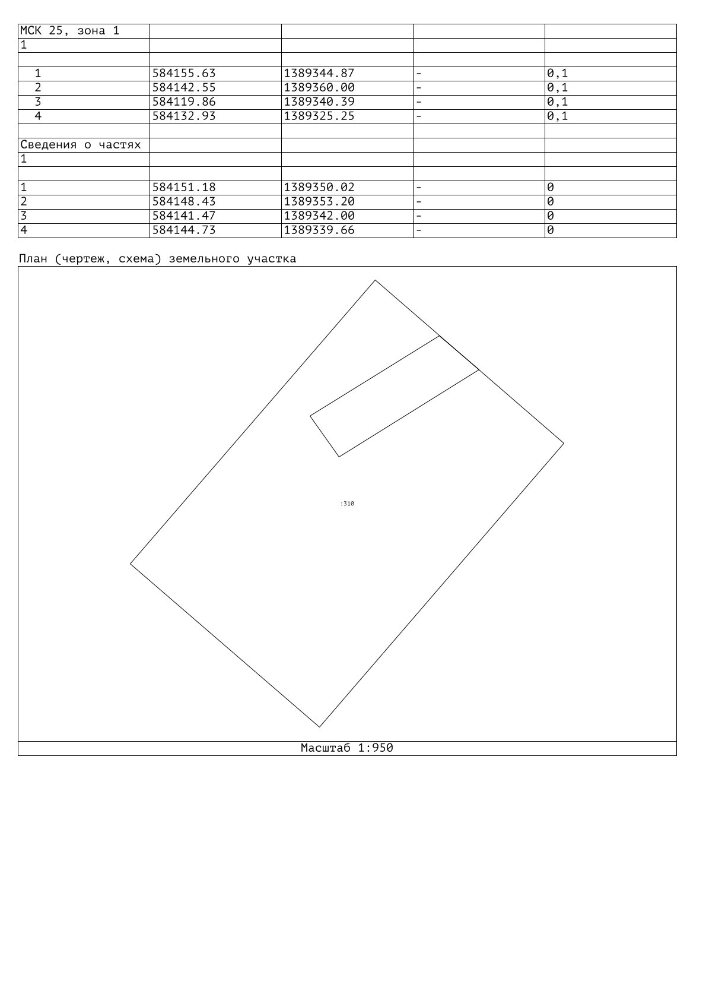 МСК 25, зона 1
1
1 584155.63 1389344.87 - 0,1
2 584142.55 1389360.00 - 0,1
3 584119.86 1389340.39 - 0,1
4 584132.93 1389325.25 - 0,1
Сведения о частях
1
1 584151.18 1389350.02 - 0
2 584148.43 1389353.20 - 0
3 584141.47 1389342.00 - 0
4 584144.73 1389339.66 - 0
План (чертеж, схема) земельного участка
:310
Масштаб 1:950